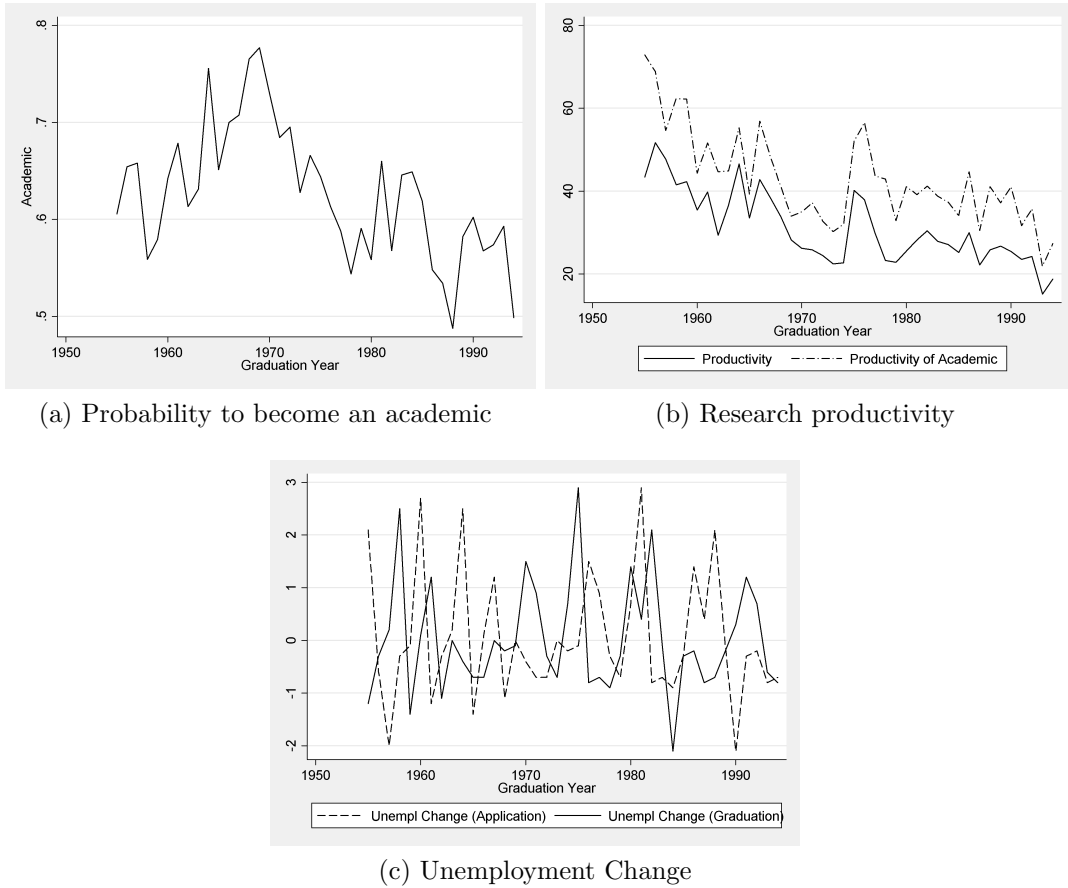 .8
.7
.6
.5
Academic
1950 1960 1970 1980 1990
Graduation Year
(a) Probability to become an academic
80
60
40
20
1950 1960 1970 1980 1990
Graduation Year
Productivity Productivity of Academic
(b) Research productivity
3
2
1
0
-1
-2
1950 1960 1970 1980 1990
Graduation Year
Unempl Change (Application) Unempl Change (Graduation)
(c) Unemployment Change